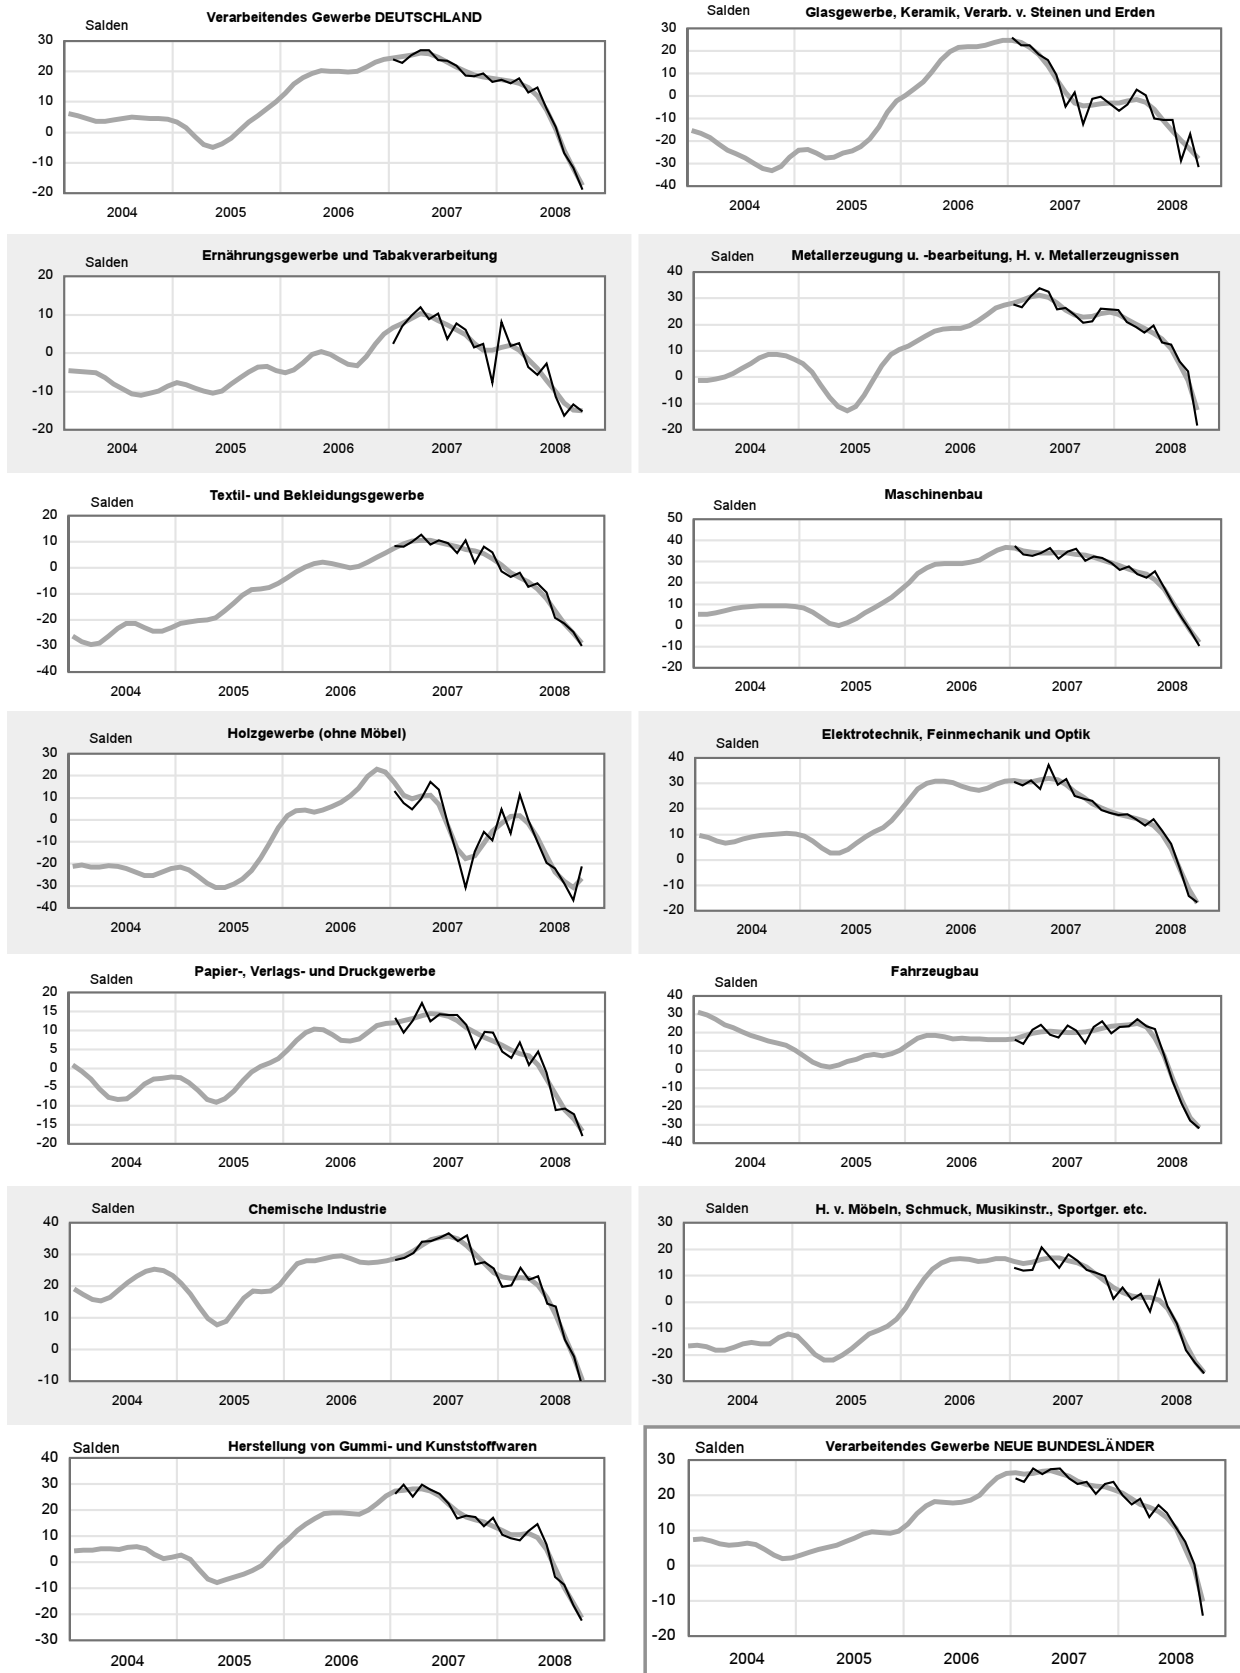 Verarbeitendes Gewerbe DEUTSCHLAND
Salden
30
20
10
0
-10
-20
2004 2005 2006 2007 2008
Glasgewerbe, Keramik, Verarb. v. Steinen und Erden
Salden
30
20
10
0
-10
-20
-30
-40
2004 2005 2006 2007 2008
Ernährungsgewerbe und Tabakverarbeitung
Salden
20
10
0
-10
-20
2004 2005 2006 2007 2008
Metallerzeugung u. -bearbeitung, H. v. Metallerzeugnissen
Salden
40
30
20
10
0
-10
-20
2004 2005 2006 2007 2008
Textil- und Bekleidungsgewerbe
Salden
20
10
0
-10
-20
-30
-40
2004 2005 2006 2007 2008
Maschinenbau
Salden
50
40
30
20
10
0
-10
-20
2004 2005 2006 2007 2008
Holzgewerbe (ohne Möbel)
Salden
30
20
10
0
-10
-20
-30
-40
2004 2005 2006 2007 2008
Elektrotechnik, Feinmechanik und Optik
Salden
40
30
20
10
0
-10
-20
2004 2005 2006 2007 2008
Papier-, Verlags- und Druckgewerbe
Salden
20
15
10
5
0
-5
-10
-15
-20
2004 2005 2006 2007 2008
Fahrzeugbau
Salden
40
30
20
10
0
-10
-20
-30
-40
2004 2005 2006 2007 2008
Chemische Industrie
Salden
40
30
20
10
0
-10
2004 2005 2006 2007 2008
H. v. Möbeln, Schmuck, Musikinstr., Sportger. etc.
Salden
30
20
10
0
-10
-20
-30
2004 2005 2006 2007 2008
Herstellung von Gummi- und Kunststoffwaren
Salden
40
30
20
10
0
-10
-20
-30
2004 2005 2006 2007 2008
Verarbeitendes Gewerbe NEUE BUNDESLÄNDER
Salden
30
20
10
0
-10
-20
2004 2005 2006 2007 2008